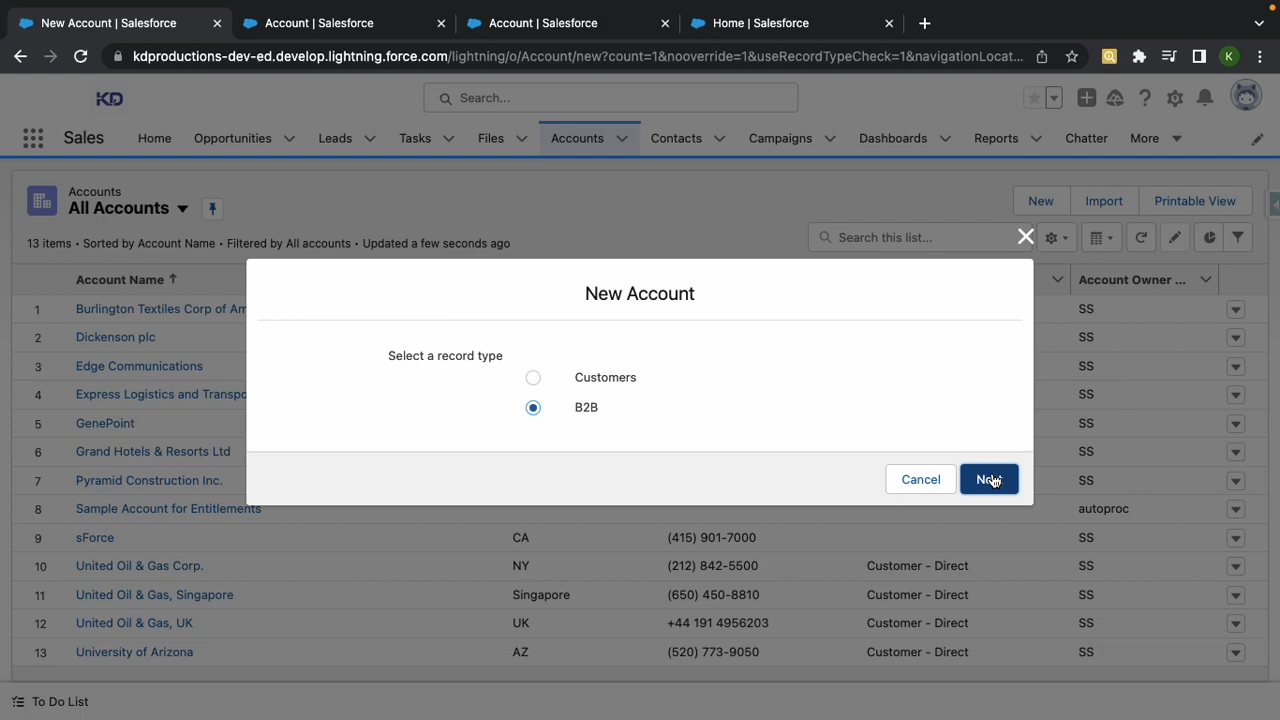 New Account | Salesforce
Account | Salesforce
Account | Salesforce
Home | Salesforce
kdproductions-dev-ed.develop.lightning.force.com/lightning/o/Account/new?count=1&nooverride=1&useRecordTypeCheck=1&navigationLocat...
K
KD
Search...
Sales
Home
Opportunities
Leads
Tasks
Files
Accounts
Contacts
Campaigns
Dashboards
Reports
Chatter
More
Accounts
All Accounts
New
Import
Printable View
13 items • Sorted by Account Name • Filtered by All accounts • Updated a few seconds ago
Search this list...
Account Name
Account Owner ...
New Account
Select a record type
Customers
B2B
Cancel
1 Burlington Textiles Corp of Am SS
2 Dickenson plc SS
3 Edge Communications SS
4 Express Logistics and Transpo SS
5 GenePoint SS
6 Grand Hotels & Resorts Ltd SS
7 Pyramid Construction Inc. SS
8 Sample Account for Entitlements autoproc
9 sForce CA (415) 901-7000 SS
10 United Oil & Gas Corp. NY (212) 842-5500 Customer - Direct SS
11 United Oil & Gas, Singapore Singapore (650) 450-8810 Customer - Direct SS
12 United Oil & Gas, UK UK +44 191 4956203 Customer - Direct SS
13 University of Arizona AZ (520) 773-9050 Customer - Direct SS
To Do List